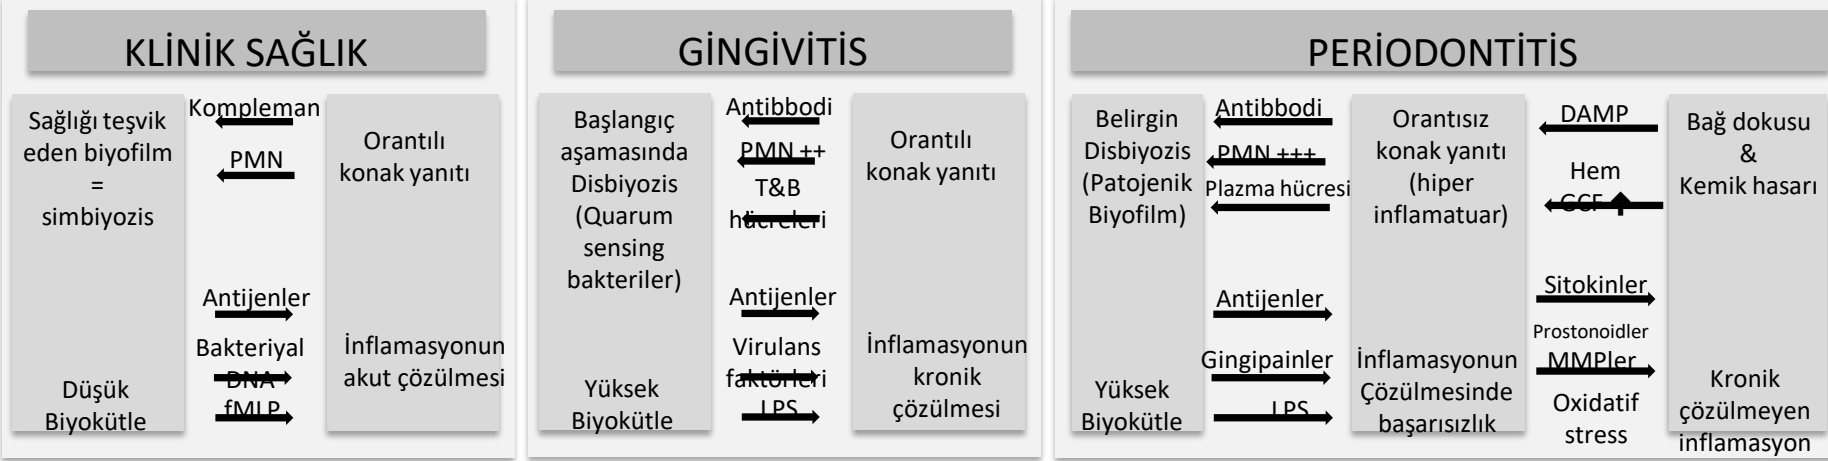 KLİNİK SAĞLIK
Sağlığı teşvik
eden biyofilm
=
simbiyozis
Düşük
Biyokütle
Kompleman
PMN
Antijenler
Bakteriyal
DNA
fMLP
Orantılı
konak yanıtı
İnflamasyonun
akut çözülmesi
GİNGİVİTİS
Başlangıç
aşamasında
Disbiyozis
(Quarum
sensing
bakteriler)
Yüksek
Biyokütle
Antibbodi
PMN ++
T&B
hücreleri
Antijenler
Virulans
faktörleri
LPS
Orantılı
konak yanıtı
İnflamasyonun
kronik
çözülmesi
PERİODONTİTİS
Belirgin
Disbiyozis
(Patojenik
Biyofilm)
Yüksek
Biyokütle
Antibbodi
PMN +++
Plazma hücresi
Antijenler
Gingipainler
LPS
Orantısız
konak yanıtı
(hiper
inflamatuar)
İnflamasyonun
Çözülmesinde
başarısızlık
DAMP
Hem
GCF
Sitokinler
Prostonoidler
MMPler
Oxidatif
stress
Bağ dokusu
&
Kemik hasarı
Kronik
çözülmeyen
inflamasyon